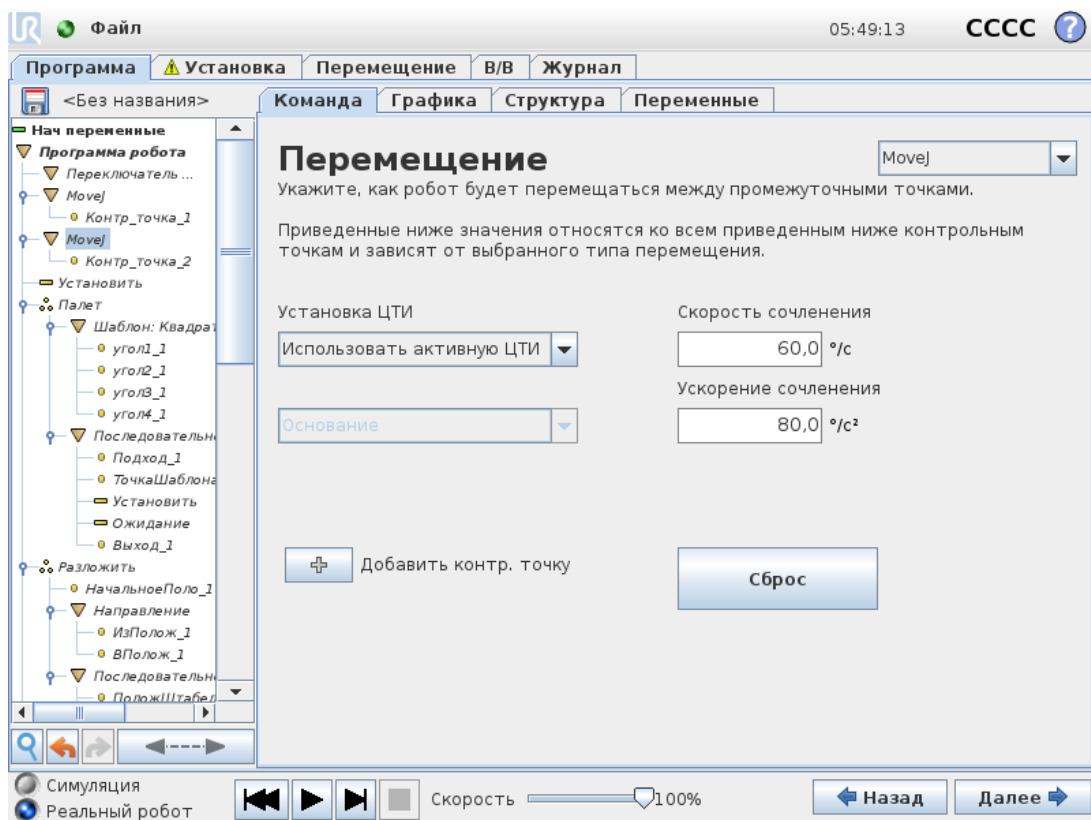 UR Файл 05:49:13 CCCC ?
Программа Установка Перемещение В/В Журнал
<Без названия> Команда Графика Структура Переменные
Нач переменные
Программа робота
Переключатель ...
MoveJ
Контр_точка_1
MoveJ
Контр_точка_2
Установить
Палет
Шаблон: Квадрат
угол1_1
угол2_1
угол3_1
угол4_1
Последовательно
Подход_1
ТочкаШаблона
Установить
Ожидание
Выход_1
Разложить
НачальноеПоло_1
Направление
ИзПолож_1
ВПолож_1
Последовательно
ПоложШтабел
Перемещение
MoveJ
Укажите, как робот будет перемещаться между промежуточными точками.
Приведенные ниже значения относятся ко всем приведенным ниже контрольным
точкам и зависят от выбранного типа перемещения.
Установка ЦТИ
Использовать активную ЦТИ
Основание
Скорость сочленения
60,0 °/с
Ускорение сочленения
80,0 °/с²
Добавить контр. точку
Сброс
Симуляция
Реальный робот
Скорость 100%
Назад Далее